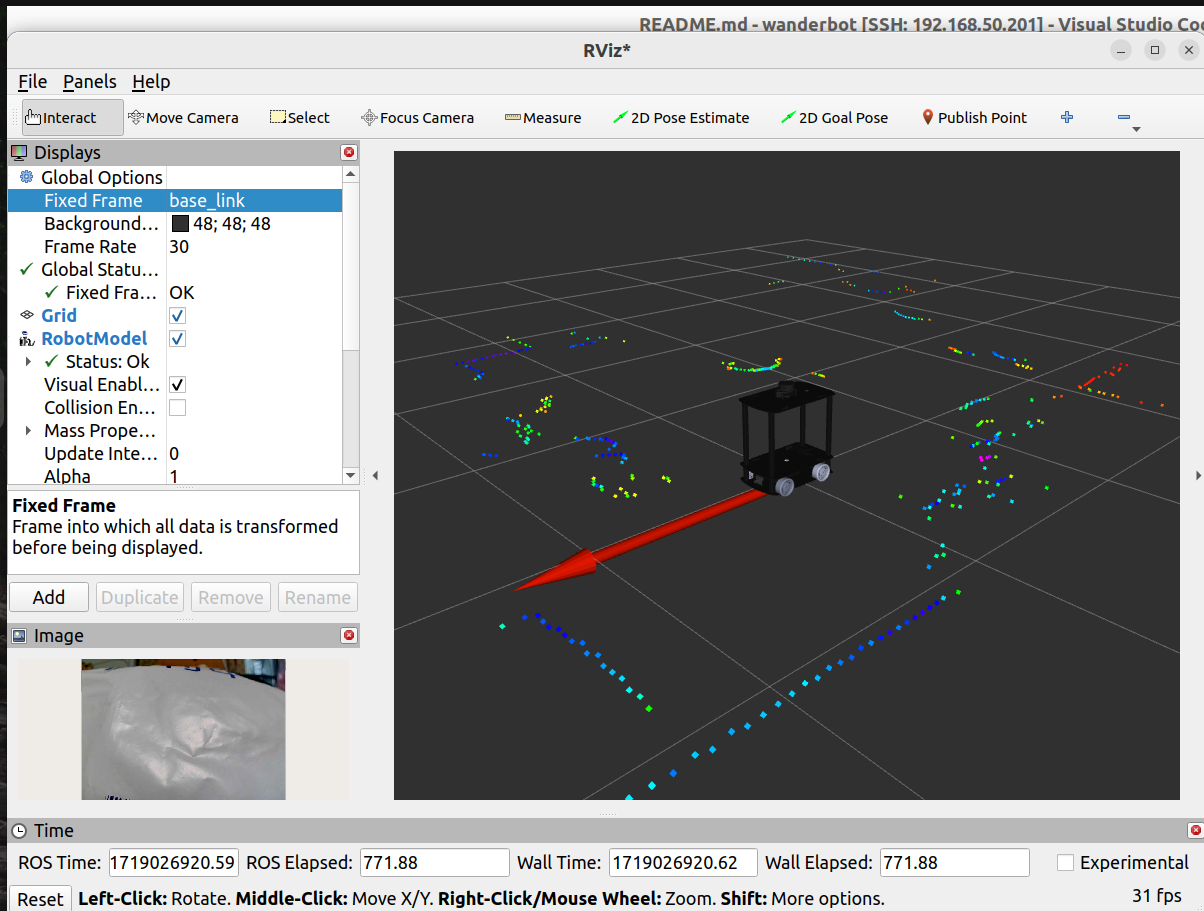 README.md - wanderbot [SSH: 192.168.50.201] - Visual Studio Co
RViz*
File Panels Help
Interact Move Camera Select Focus Camera Measure 2D Pose Estimate 2D Goal Pose Publish Point
Displays
Global Options
Fixed Frame base_link
Background... 48; 48; 48
Frame Rate 30
Global Statu...
Fixed Fra... OK
Grid
RobotModel
Status: Ok
Visual Enabl...
Collision En...
Mass Prope...
Update Inte... 0
Alpha 1
Fixed Frame
Frame into which all data is transformed
before being displayed.
Add Duplicate Remove Rename
Image
Time
ROS Time: 1719026920.59 ROS Elapsed: 771.88 Wall Time: 1719026920.62 Wall Elapsed: 771.88 Experimental
Reset Left-Click: Rotate. Middle-Click: Move X/Y. Right-Click/Mouse Wheel: Zoom. Shift: More options. 31 fps